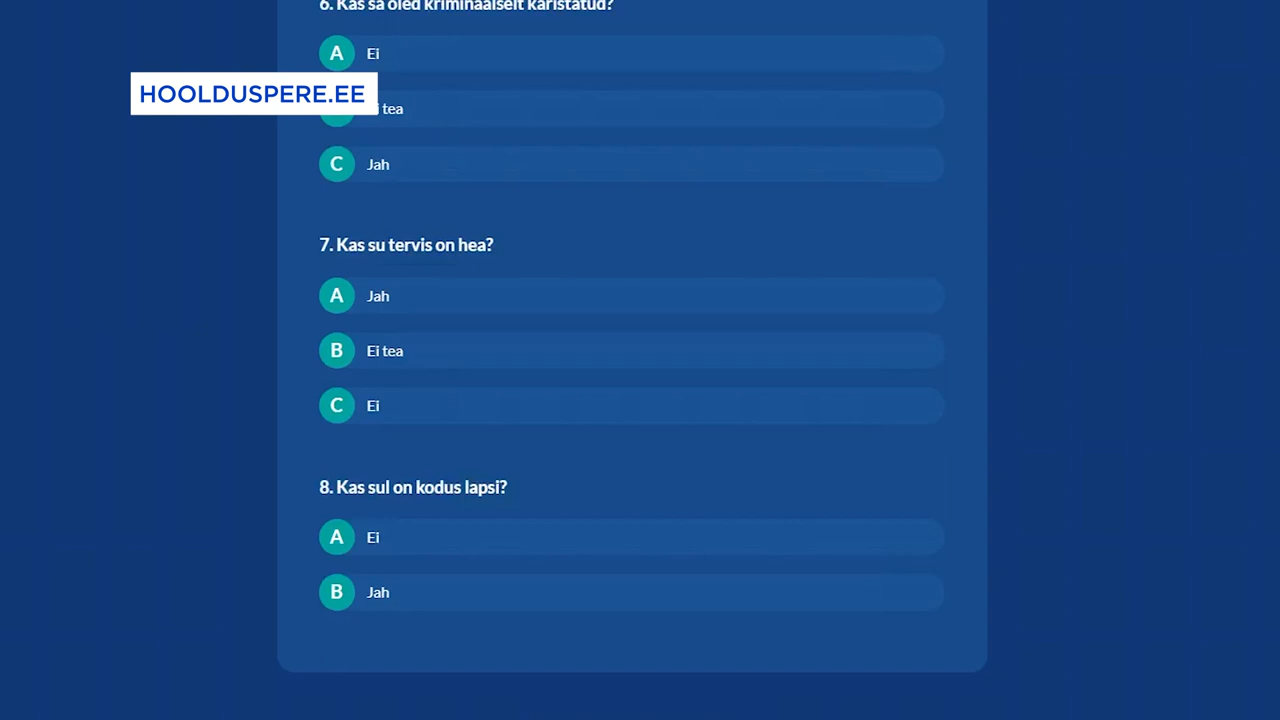 6. Kas sa oled kriminaalselt karistatud?
A Ei
HOOLDUSPERE.EE
tea
C Jah
7. Kas su tervis on hea?
A Jah
B Ei tea
C Ei
8. Kas sul on kodus lapsi?
A Ei
B Jah